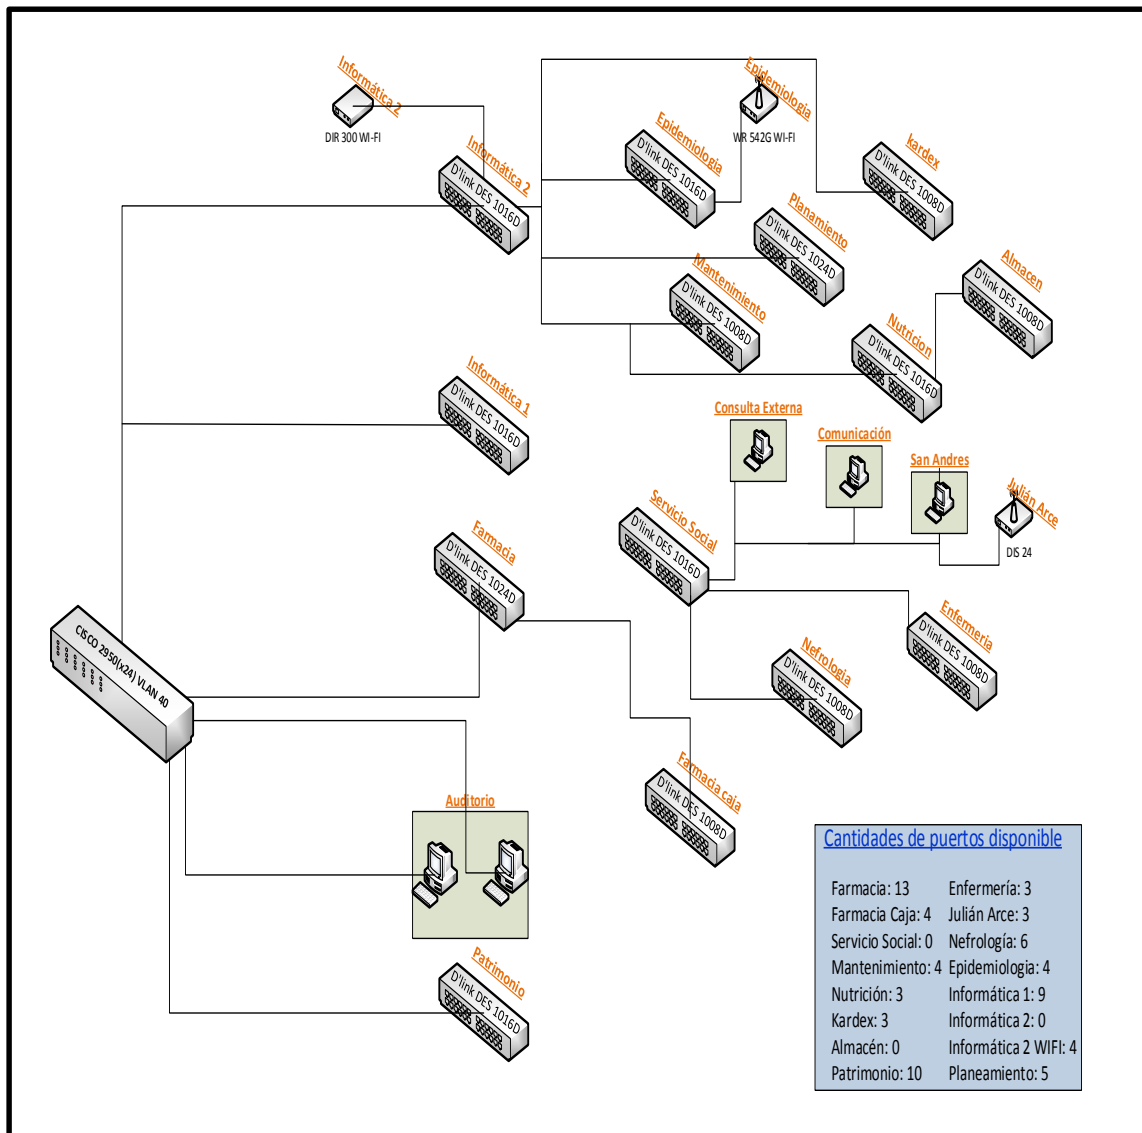 Informática 2
DIR 300 WI-FI
Informática 2
D'link DES 1016D
Epidemiologia
D'link DES 1016D
Epidemiologia
WR 542G WI-FI
kardex
D'link DES 1008D
Planamiento
D'link DES 1024D
Mantenimiento
D'link DES 1008D
Almacen
D'link DES 1008D
Nutricion
D'link DES 1016D
Informática 1
D'link DES 1016D
Consulta Externa
Comunicación
San Andres
Julián Arce
DIS 24
Servicio Social
D'link DES 1016D
Farmacia
D'link DES 1024D
Enfermeria
D'link DES 1008D
Nefrologia
D'link DES 1008D
CISCO 2950(x24) VLAN 40
Farmacia caja
D'link DES 1008D
Auditorio
Patrimonio
D'link DES 1016D
Cantidades de puertos disponible
Farmacia: 13 Enfermería: 3
Farmacia Caja: 4 Julián Arce: 3
Servicio Social: 0 Nefrología: 6
Mantenimiento: 4 Epidemiologia: 4
Nutrición: 3 Informática 1: 9
Kardex: 3 Informática 2: 0
Almacén: 0 Informática 2 WIFI: 4
Patrimonio: 10 Planeamiento: 5